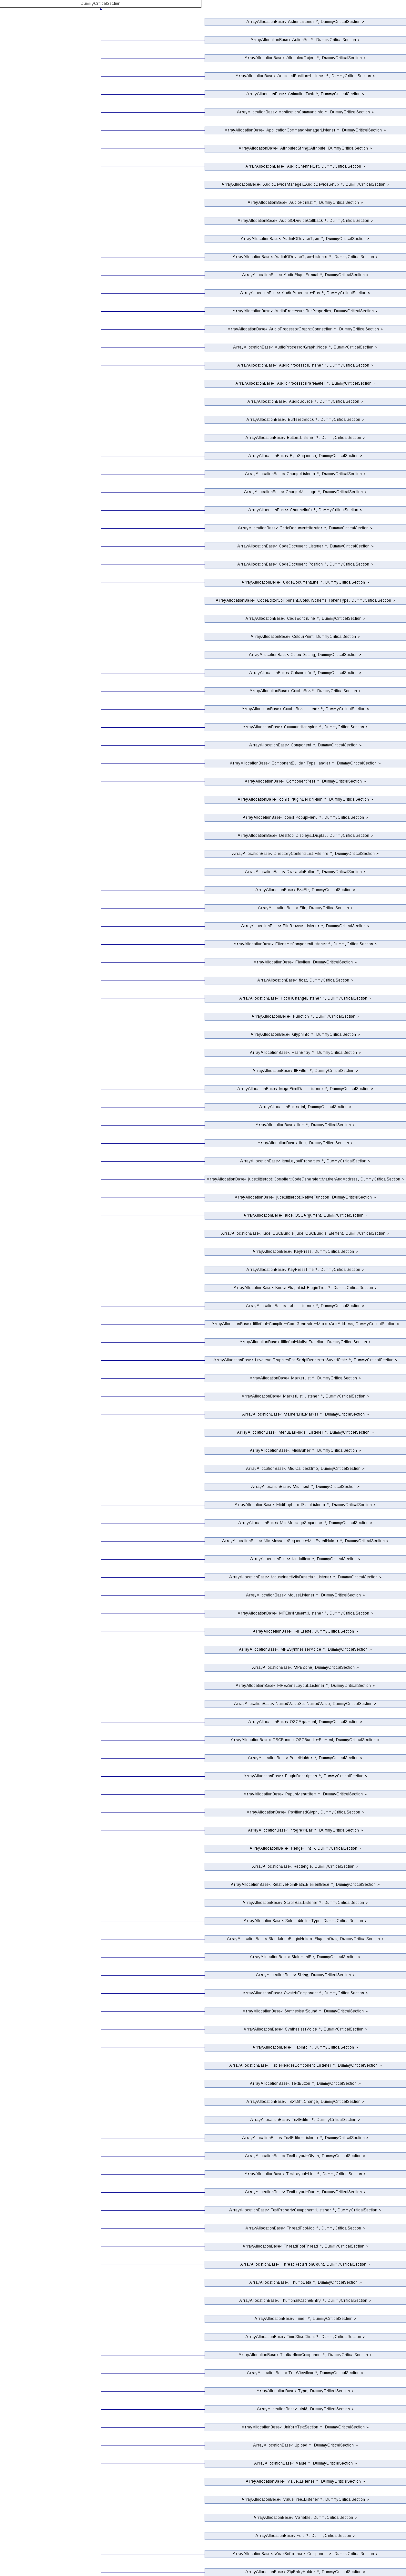 DummyCriticalSection
ArrayAllocationBase< ActionListener *, DummyCriticalSection >
ArrayAllocationBase< ActionSet *, DummyCriticalSection >
ArrayAllocationBase< AllocatedObject *, DummyCriticalSection >
ArrayAllocationBase< AnimatedPosition::Listener *, DummyCriticalSection >
ArrayAllocationBase< AnimationTask *, DummyCriticalSection >
ArrayAllocationBase< ApplicationCommandInfo *, DummyCriticalSection >
ArrayAllocationBase< ApplicationCommandManagerListener *, DummyCriticalSection >
ArrayAllocationBase< AttributedString::Attribute, DummyCriticalSection >
ArrayAllocationBase< AudioChannelSet, DummyCriticalSection >
ArrayAllocationBase< AudioDeviceManager::AudioDeviceSetup *, DummyCriticalSection >
ArrayAllocationBase< AudioFormat *, DummyCriticalSection >
ArrayAllocationBase< AudioIODeviceCallback *, DummyCriticalSection >
ArrayAllocationBase< AudioIODeviceType *, DummyCriticalSection >
ArrayAllocationBase< AudioIODeviceType::Listener *, DummyCriticalSection >
ArrayAllocationBase< AudioPluginFormat *, DummyCriticalSection >
ArrayAllocationBase< AudioProcessor::Bus *, DummyCriticalSection >
ArrayAllocationBase< AudioProcessor::BusProperties, DummyCriticalSection >
ArrayAllocationBase< AudioProcessorGraph::Connection *, DummyCriticalSection >
ArrayAllocationBase< AudioProcessorGraph::Node *, DummyCriticalSection >
ArrayAllocationBase< AudioProcessorListener *, DummyCriticalSection >
ArrayAllocationBase< AudioProcessorParameter *, DummyCriticalSection >
ArrayAllocationBase< AudioSource *, DummyCriticalSection >
ArrayAllocationBase< BufferedBlock *, DummyCriticalSection >
ArrayAllocationBase< Button::Listener *, DummyCriticalSection >
ArrayAllocationBase< ByteSequence, DummyCriticalSection >
ArrayAllocationBase< ChangeListener *, DummyCriticalSection >
ArrayAllocationBase< ChangeMessage *, DummyCriticalSection >
ArrayAllocationBase< ChannelInfo *, DummyCriticalSection >
ArrayAllocationBase< CodeDocument::Iterator *, DummyCriticalSection >
ArrayAllocationBase< CodeDocument::Listener *, DummyCriticalSection >
ArrayAllocationBase< CodeDocument::Position *, DummyCriticalSection >
ArrayAllocationBase< CodeDocumentLine *, DummyCriticalSection >
ArrayAllocationBase< CodeEditorComponent::ColourScheme::TokenType, DummyCriticalSection >
ArrayAllocationBase< CodeEditorLine *, DummyCriticalSection >
ArrayAllocationBase< ColourPoint, DummyCriticalSection >
ArrayAllocationBase< ColourSetting, DummyCriticalSection >
ArrayAllocationBase< ColumnInfo *, DummyCriticalSection >
ArrayAllocationBase< ComboBox *, DummyCriticalSection >
ArrayAllocationBase< ComboBox::Listener *, DummyCriticalSection >
ArrayAllocationBase< CommandMapping *, DummyCriticalSection >
ArrayAllocationBase< Component *, DummyCriticalSection >
ArrayAllocationBase< ComponentBuilder::TypeHandler *, DummyCriticalSection >
ArrayAllocationBase< ComponentPeer *, DummyCriticalSection >
ArrayAllocationBase< const PluginDescription *, DummyCriticalSection >
ArrayAllocationBase< const PopupMenu *, DummyCriticalSection >
ArrayAllocationBase< Desktop::Displays::Display, DummyCriticalSection >
ArrayAllocationBase< DirectoryContentsList::FileInfo *, DummyCriticalSection >
ArrayAllocationBase< DrawableButton *, DummyCriticalSection >
ArrayAllocationBase< ExpPtr, DummyCriticalSection >
ArrayAllocationBase< File, DummyCriticalSection >
ArrayAllocationBase< FileBrowserListener *, DummyCriticalSection >
ArrayAllocationBase< FilenameComponentListener *, DummyCriticalSection >
ArrayAllocationBase< FlexItem, DummyCriticalSection >
ArrayAllocationBase< float, DummyCriticalSection >
ArrayAllocationBase< FocusChangeListener *, DummyCriticalSection >
ArrayAllocationBase< Function *, DummyCriticalSection >
ArrayAllocationBase< GlyphInfo *, DummyCriticalSection >
ArrayAllocationBase< HashEntry *, DummyCriticalSection >
ArrayAllocationBase< IIRFilter *, DummyCriticalSection >
ArrayAllocationBase< ImagePixelData::Listener *, DummyCriticalSection >
ArrayAllocationBase< int, DummyCriticalSection >
ArrayAllocationBase< Item *, DummyCriticalSection >
ArrayAllocationBase< Item, DummyCriticalSection >
ArrayAllocationBase< ItemLayoutProperties *, DummyCriticalSection >
ArrayAllocationBase< juce::littlefoot::Compiler::CodeGenerator::MarkerAndAddress, DummyCriticalSection >
ArrayAllocationBase< juce::littlefoot::NativeFunction, DummyCriticalSection >
ArrayAllocationBase< juce::OSCArgument, DummyCriticalSection >
ArrayAllocationBase< juce::OSCBundle::juce::OSCBundle::Element, DummyCriticalSection >
ArrayAllocationBase< KeyPress, DummyCriticalSection >
ArrayAllocationBase< KeyPressTime *, DummyCriticalSection >
ArrayAllocationBase< KnownPluginList::PluginTree *, DummyCriticalSection >
ArrayAllocationBase< Label::Listener *, DummyCriticalSection >
ArrayAllocationBase< littlefoot::Compiler::CodeGenerator::MarkerAndAddress, DummyCriticalSection >
ArrayAllocationBase< littlefoot::NativeFunction, DummyCriticalSection >
ArrayAllocationBase< LowLevelGraphicsPostScriptRenderer::SavedState *, DummyCriticalSection >
ArrayAllocationBase< MarkerList *, DummyCriticalSection >
ArrayAllocationBase< MarkerList::Listener *, DummyCriticalSection >
ArrayAllocationBase< MarkerList::Marker *, DummyCriticalSection >
ArrayAllocationBase< MenuBarModel::Listener *, DummyCriticalSection >
ArrayAllocationBase< MidiBuffer *, DummyCriticalSection >
ArrayAllocationBase< MidiCallbackInfo, DummyCriticalSection >
ArrayAllocationBase< MidiInput *, DummyCriticalSection >
ArrayAllocationBase< MidiKeyboardStateListener *, DummyCriticalSection >
ArrayAllocationBase< MidiMessageSequence *, DummyCriticalSection >
ArrayAllocationBase< MidiMessageSequence::MidiEventHolder *, DummyCriticalSection >
ArrayAllocationBase< ModalItem *, DummyCriticalSection >
ArrayAllocationBase< MouseInactivityDetector::Listener *, DummyCriticalSection >
ArrayAllocationBase< MouseListener *, DummyCriticalSection >
ArrayAllocationBase< MPEInstrument::Listener *, DummyCriticalSection >
ArrayAllocationBase< MPENote, DummyCriticalSection >
ArrayAllocationBase< MPESynthesiserVoice *, DummyCriticalSection >
ArrayAllocationBase< MPEZone, DummyCriticalSection >
ArrayAllocationBase< MPEZoneLayout::Listener *, DummyCriticalSection >
ArrayAllocationBase< NamedValueSet::NamedValue, DummyCriticalSection >
ArrayAllocationBase< OSCArgument, DummyCriticalSection >
ArrayAllocationBase< OSCBundle::OSCBundle::Element, DummyCriticalSection >
ArrayAllocationBase< PanelHolder *, DummyCriticalSection >
ArrayAllocationBase< PluginDescription *, DummyCriticalSection >
ArrayAllocationBase< PopupMenu::Item *, DummyCriticalSection >
ArrayAllocationBase< PositionedGlyph, DummyCriticalSection >
ArrayAllocationBase< ProgressBar *, DummyCriticalSection >
ArrayAllocationBase< Range< int >, DummyCriticalSection >
ArrayAllocationBase< Rectangle, DummyCriticalSection >
ArrayAllocationBase< RelativePointPath::ElementBase *, DummyCriticalSection >
ArrayAllocationBase< ScrollBar::Listener *, DummyCriticalSection >
ArrayAllocationBase< SelectableItemType, DummyCriticalSection >
ArrayAllocationBase< StandalonePluginHolder::PluginInOuts, DummyCriticalSection >
ArrayAllocationBase< StatementPtr, DummyCriticalSection >
ArrayAllocationBase< String, DummyCriticalSection >
ArrayAllocationBase< SwatchComponent *, DummyCriticalSection >
ArrayAllocationBase< SynthesiserSound *, DummyCriticalSection >
ArrayAllocationBase< SynthesiserVoice *, DummyCriticalSection >
ArrayAllocationBase< TabInfo *, DummyCriticalSection >
ArrayAllocationBase< TableHeaderComponent::Listener *, DummyCriticalSection >
ArrayAllocationBase< TextButton *, DummyCriticalSection >
ArrayAllocationBase< TextDiff::Change, DummyCriticalSection >
ArrayAllocationBase< TextEditor *, DummyCriticalSection >
ArrayAllocationBase< TextEditor::Listener *, DummyCriticalSection >
ArrayAllocationBase< TextLayout::Glyph, DummyCriticalSection >
ArrayAllocationBase< TextLayout::Line *, DummyCriticalSection >
ArrayAllocationBase< TextLayout::Run *, DummyCriticalSection >
ArrayAllocationBase< TextPropertyComponent::Listener *, DummyCriticalSection >
ArrayAllocationBase< ThreadPoolJob *, DummyCriticalSection >
ArrayAllocationBase< ThreadPoolThread *, DummyCriticalSection >
ArrayAllocationBase< ThreadRecursionCount, DummyCriticalSection >
ArrayAllocationBase< ThumbData *, DummyCriticalSection >
ArrayAllocationBase< ThumbnailCacheEntry *, DummyCriticalSection >
ArrayAllocationBase< Timer *, DummyCriticalSection >
ArrayAllocationBase< TimeSliceClient *, DummyCriticalSection >
ArrayAllocationBase< ToolbarItemComponent *, DummyCriticalSection >
ArrayAllocationBase< TreeViewItem *, DummyCriticalSection >
ArrayAllocationBase< Type, DummyCriticalSection >
ArrayAllocationBase< uint8, DummyCriticalSection >
ArrayAllocationBase< UniformTextSection *, DummyCriticalSection >
ArrayAllocationBase< Upload *, DummyCriticalSection >
ArrayAllocationBase< Value *, DummyCriticalSection >
ArrayAllocationBase< Value::Listener *, DummyCriticalSection >
ArrayAllocationBase< ValueTree::Listener *, DummyCriticalSection >
ArrayAllocationBase< Variable, DummyCriticalSection >
ArrayAllocationBase< void *, DummyCriticalSection >
ArrayAllocationBase< WeakReference< Component >, DummyCriticalSection >
ArrayAllocationBase< ZipEntryHolder *, DummyCriticalSection >